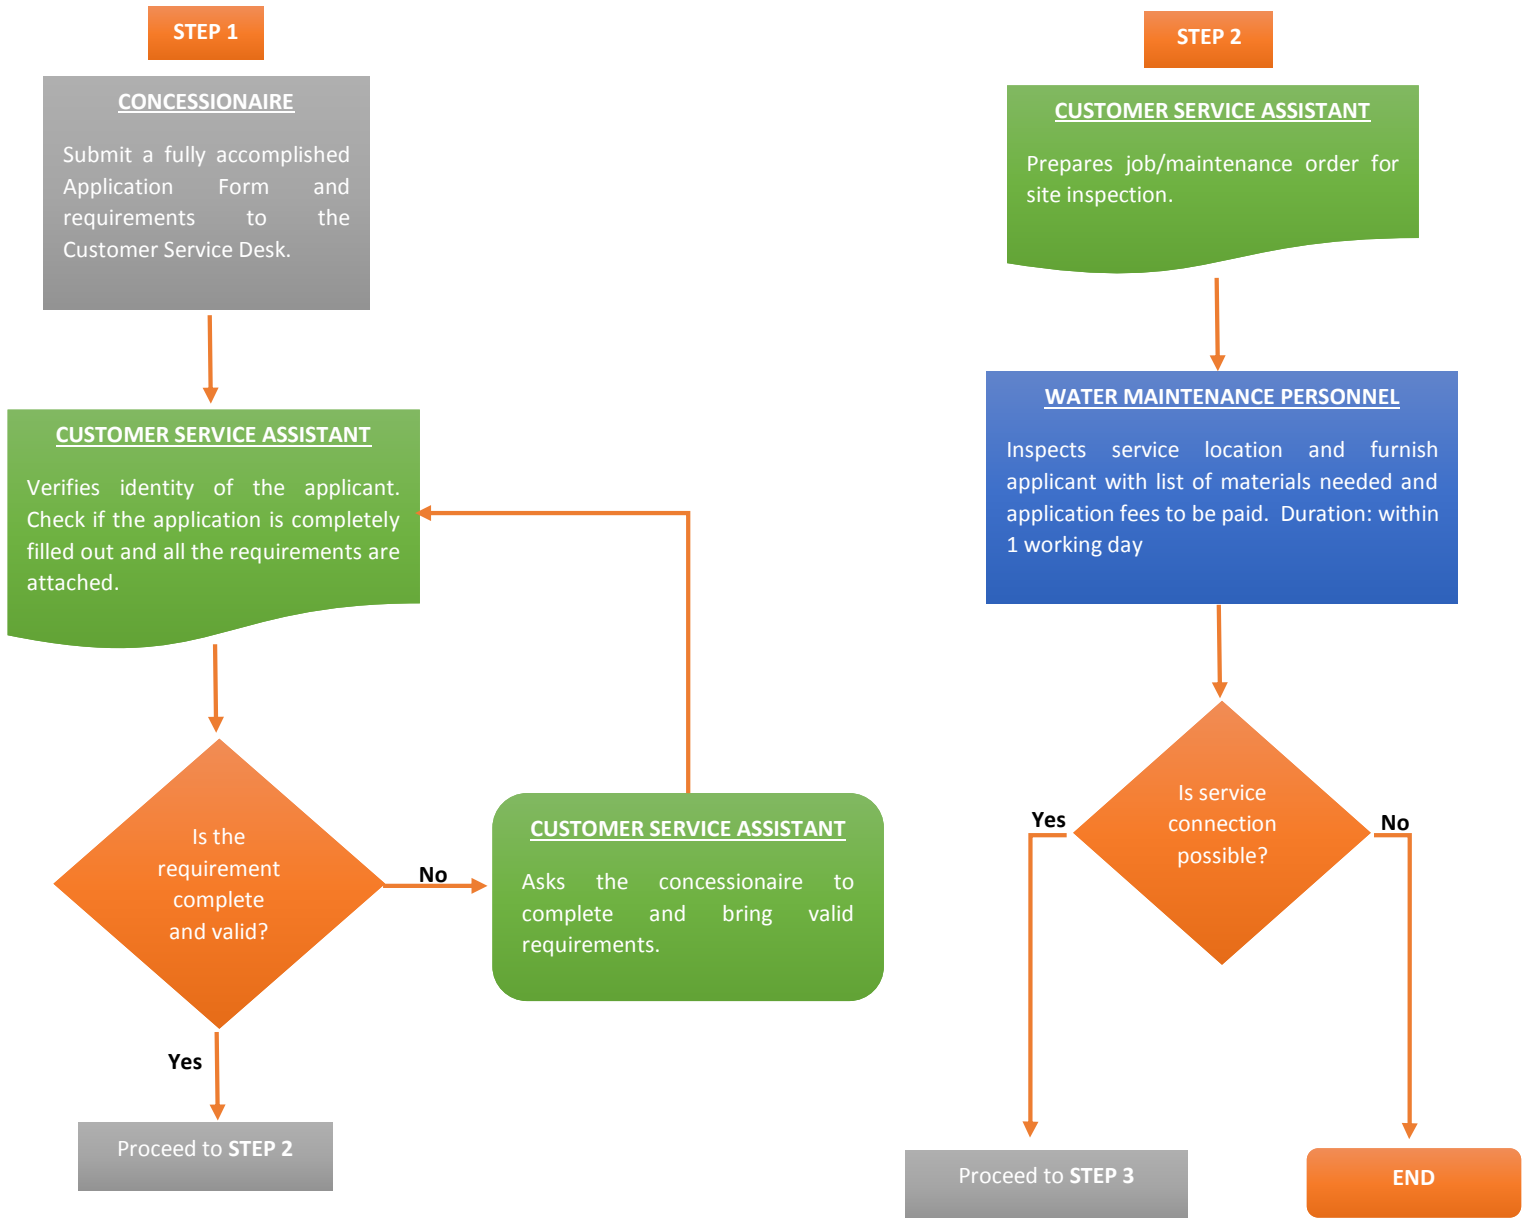 STEP 1
CONCESSIONAIRE
Submit a fully accomplished
Application Form and
requirements to the
Customer Service Desk.
CUSTOMER SERVICE ASSISTANT
Verifies identity of the applicant.
Check if the application is completely
filled out and all the requirements are
attached.
Is the
requirement
complete
and valid?
No
CUSTOMER SERVICE ASSISTANT
Asks the concessionaire to
complete and bring valid
requirements.
Yes
Proceed to STEP 2
STEP 2
CUSTOMER SERVICE ASSISTANT
Prepares job/maintenance order for
site inspection.
WATER MAINTENANCE PERSONNEL
Inspects service location and furnish
applicant with list of materials needed and
application fees to be paid. Duration: within
1 working day
Is service
connection
possible?
Yes
No
Proceed to STEP 3
END